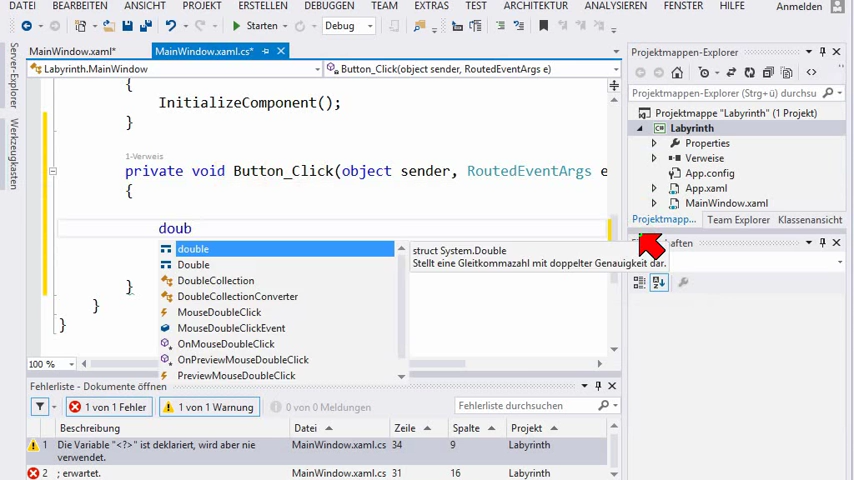 DATEI ANSICHT PROJEKT ERSTELLEN DEBUGGEN TEAM EXTRAS TEST ARCHITEKTUR ANALYSIEREN FENSTER HILFE Anmelden
Starten Debug
MainWindow.xaml* MainWindow.xaml.cs*
Labyrinth.MainWindow Button_Click(object sender, RoutedEventArgs e)
Server-Explorer
Werkzeugkasten
{
InitializeComponent();
}
1-Verweis
private void Button_Click(object sender, RoutedEventArgs e
{
doub
double
Double
DoubleCollection
DoubleCollectionConverter
MouseDoubleClick
MouseDoubleClickEvent
OnMouseDoubleClick
OnPreviewMouseDoubleClick
PreviewMouseDoubleClick
struct System.Double
Stellt eine Gleitkommazahl mit doppelter Genauigkeit dar.
}
}
}
100 %
Projektmappen-Explorer
Projektmappen-Explorer (Strg+ü) durchsu
Projektmappe "Labyrinth" (1 Projekt)
C# Labyrinth
Properties
Verweise
App.config
App.xaml
MainWindow.xaml
Projektmapp... Team Explorer Klassenansicht
haften
Fehlerliste - Dokumente öffnen
1 von 1 Fehler 1 von 1 Warnung 0 von 0 Meldungen Fehlerliste durchsuchen
Beschreibung Datei Zeile Spalte Projekt
1 Die Variable "<?>" ist deklariert, wird aber nie MainWindow.xaml.cs 34 9 Labyrinth
verwendet.
2 ; erwartet. MainWindow.xaml.cs 31 16 Labyrinth